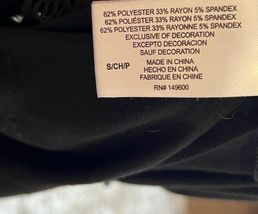 62% POLYESTER 33% RAYON 5% SPANDEX
62% POLIÉSTER 33% RAYON 5% SPANDEX
62% POLYESTER 33% RAYONNE 5% SPANDEX
EXCLUSIVE OF DECORATION
EXCEPTO DECORACION
SAUF DECORATION
S/CH/P
MADE IN CHINA
HECHO EN CHINA
FABRIQUE EN CHINE
RN# 149600